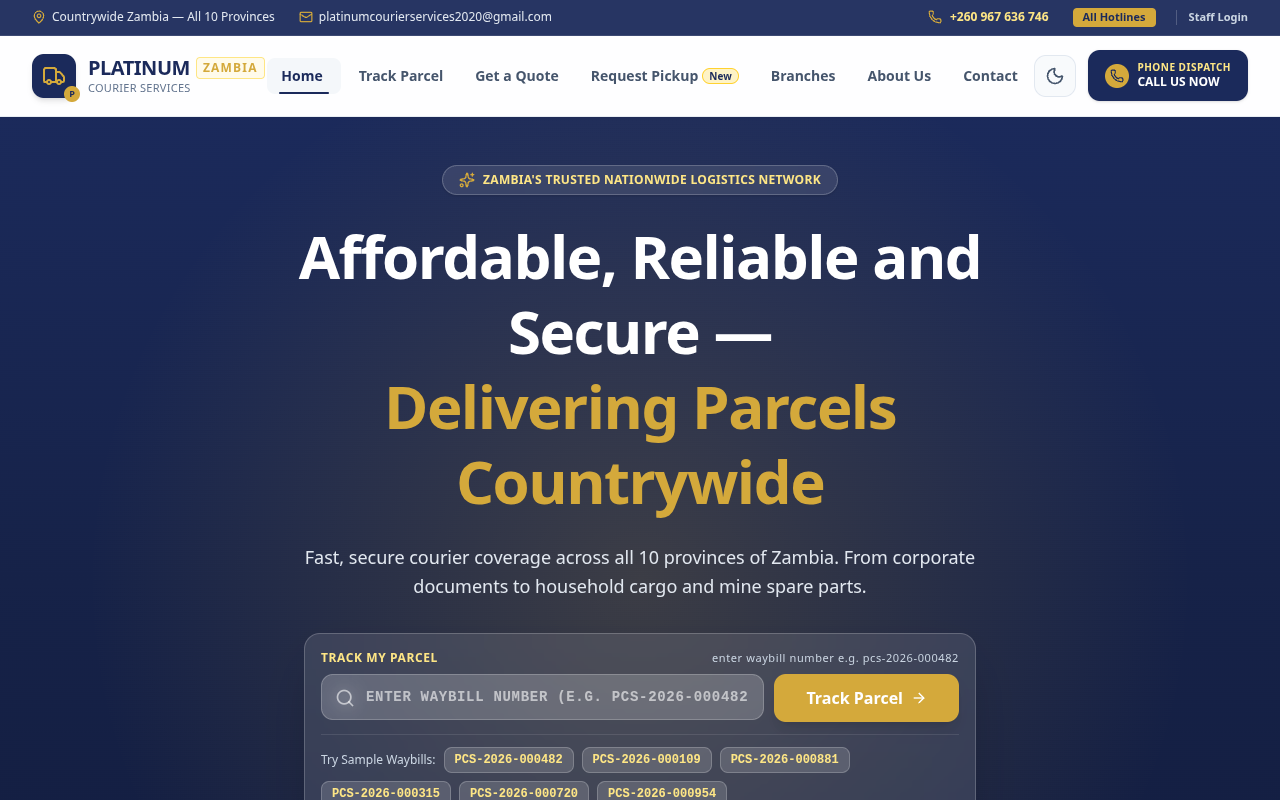 Countrywide Zambia — All 10 Provinces
platinumcourierservices2020@gmail.com
+260 967 636 746
All Hotlines
Staff Login
PLATINUM
ZAMBIA
COURIER SERVICES
P
Home
Track Parcel
Get a Quote
Request Pickup New
Branches
About Us
Contact
PHONE DISPATCH
CALL US NOW
ZAMBIA'S TRUSTED NATIONWIDE LOGISTICS NETWORK
Affordable, Reliable and
Secure —
Delivering Parcels
Countrywide
Fast, secure courier coverage across all 10 provinces of Zambia. From corporate
documents to household cargo and mine spare parts.
TRACK MY PARCEL
enter waybill number e.g. pcs-2026-000482
ENTER WAYBILL NUMBER (E.G. PCS-2026-000482
Track Parcel
Try Sample Waybills:
PCS-2026-000482
PCS-2026-000109
PCS-2026-000881
PCS-2026-000315
PCS-2026-000720
PCS-2026-000954